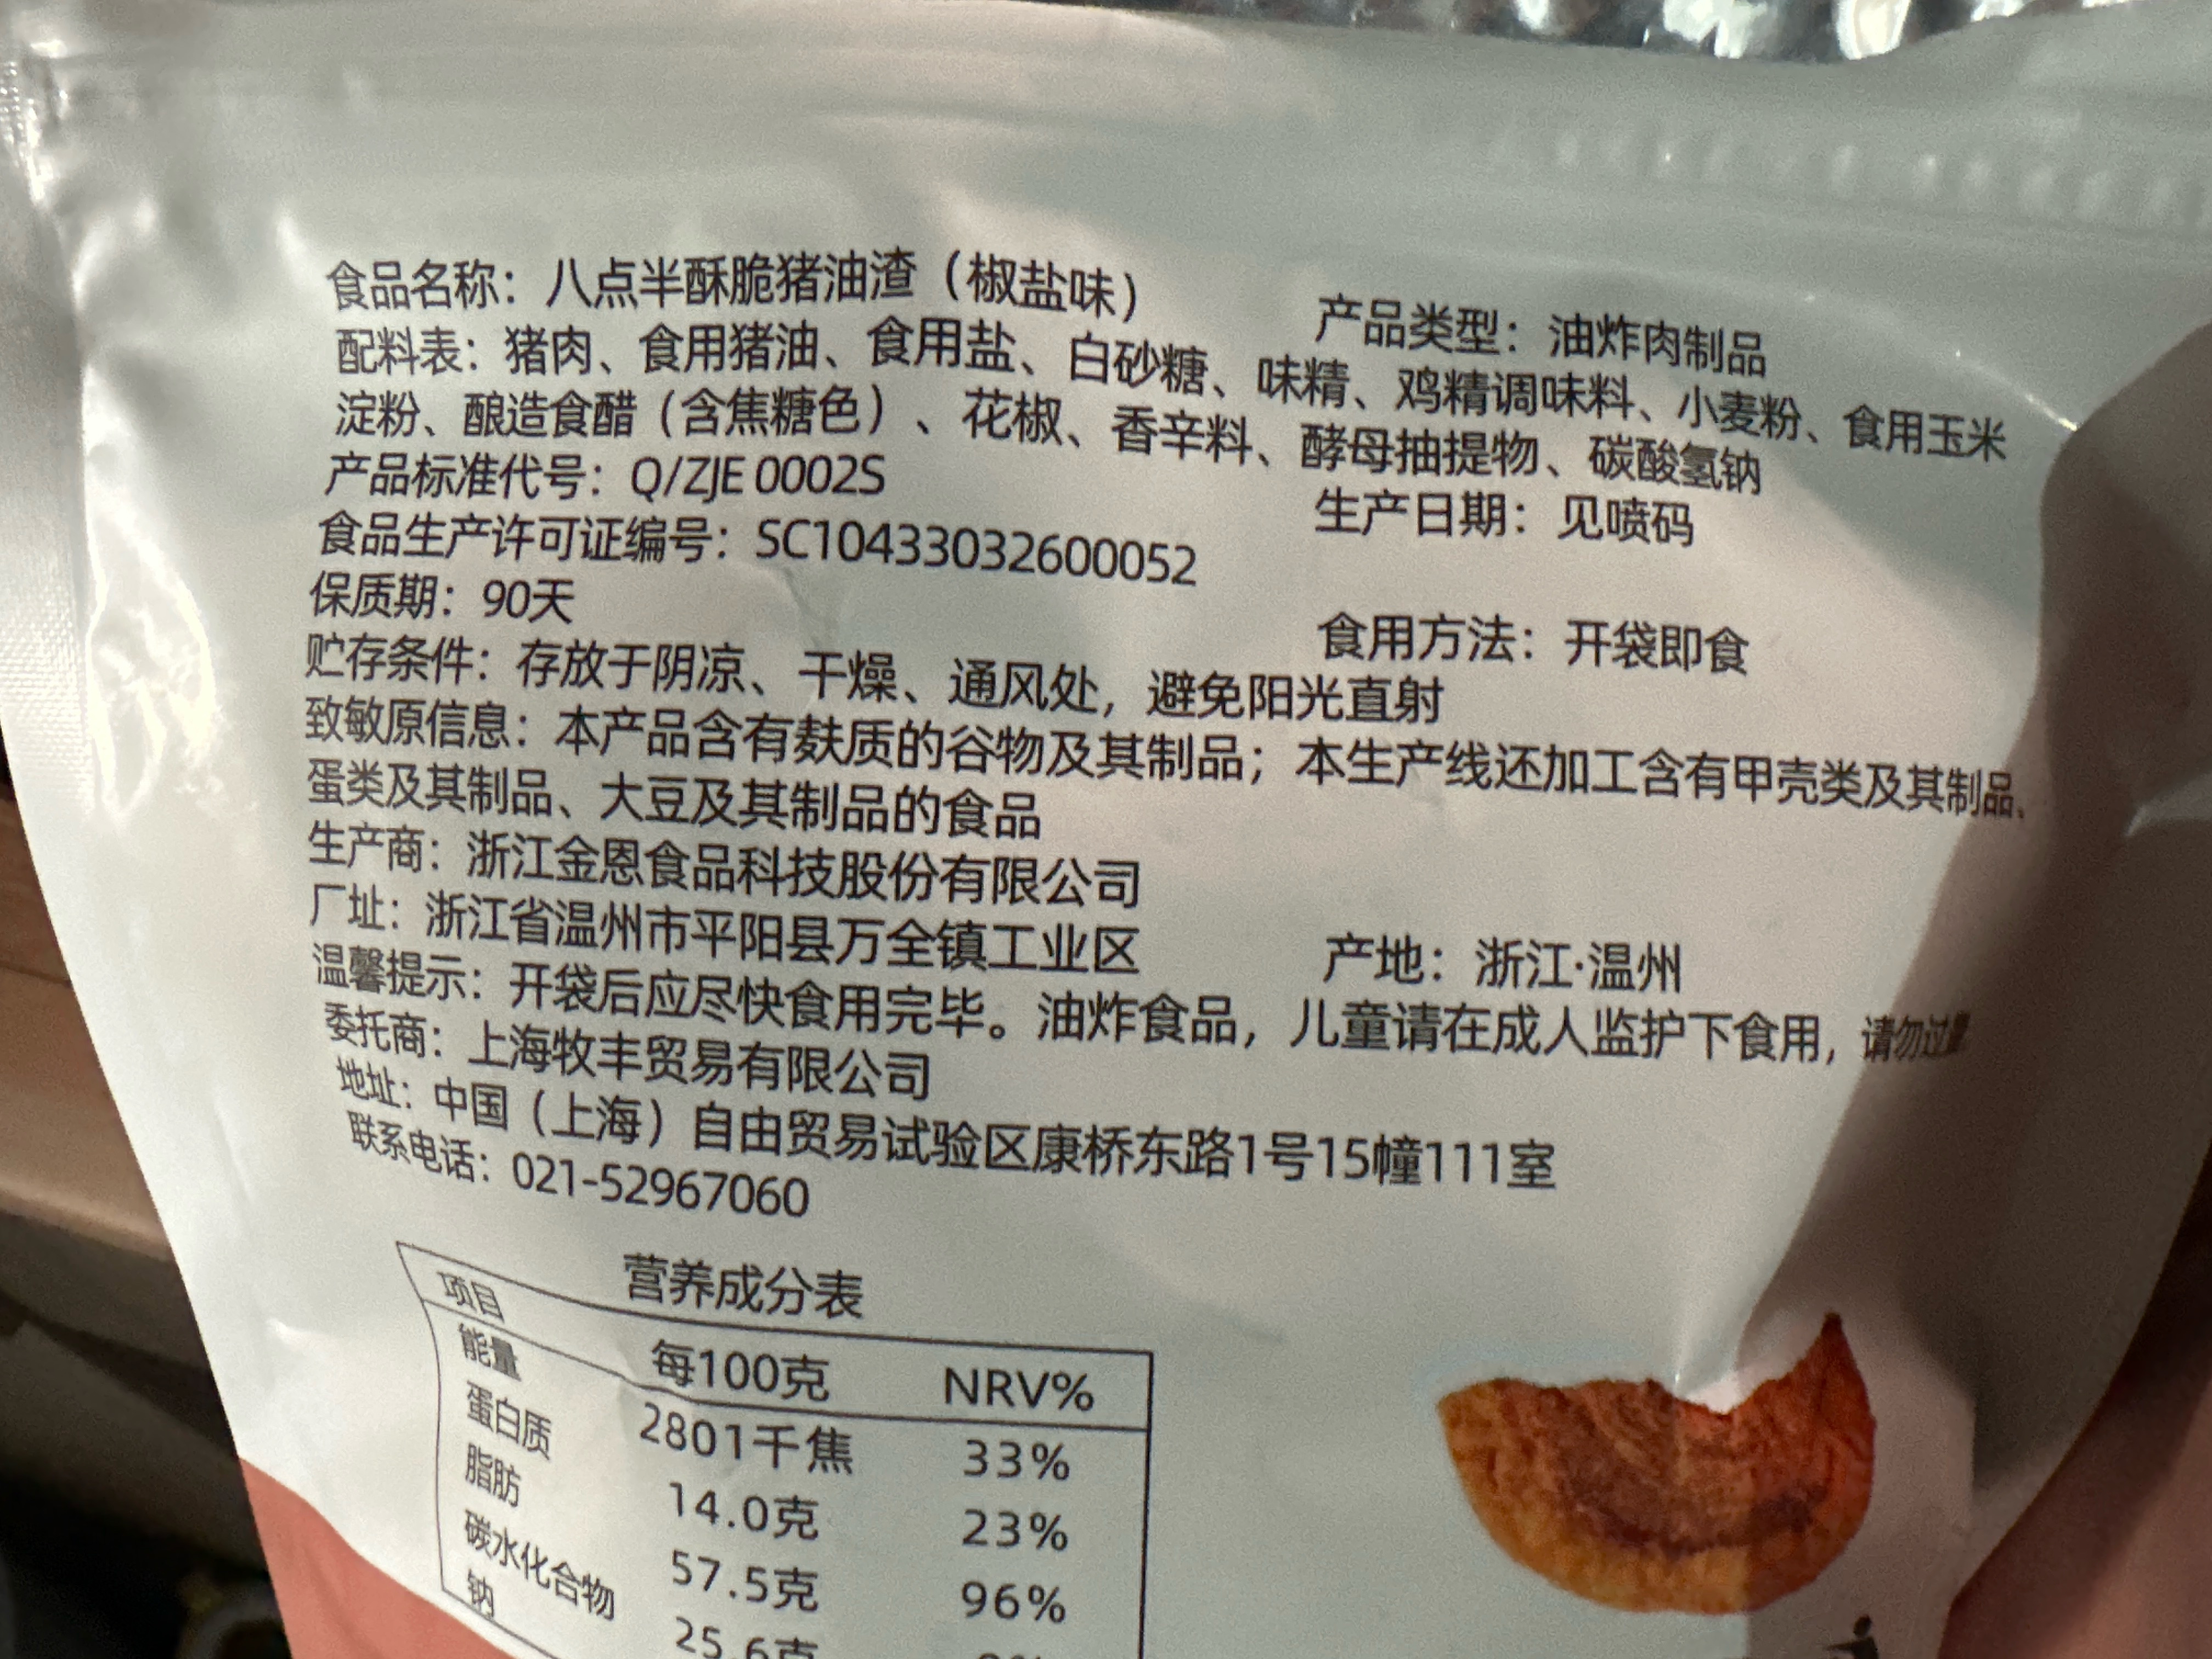 食品名称：八点半酥脆猪油渣（椒盐味）
产品类型：油炸肉制品
配料表：猪肉、食用猪油、食用盐、白砂糖、味精、鸡精调味料、小麦粉、食用玉米
淀粉、酿造食醋（含焦糖色）、花椒、香辛料、酵母抽提物、碳酸氢钠
产品标准代号：Q/ZJE 0002S
生产日期：见喷码
食品生产许可证编号：SC10433032600052
保质期：90天
食用方法：开袋即食
贮存条件：存放于阴凉、干燥、通风处，避免阳光直射
致敏原信息：本产品含有麸质的谷物及其制品；本生产线还加工含有甲壳类及其制品、
蛋类及其制品、大豆及其制品的食品
生产商：浙江金恩食品科技股份有限公司
厂址：浙江省温州市平阳县万全镇工业区
产地：浙江·温州
温馨提示：开袋后应尽快食用完毕。油炸食品，儿童请在成人监护下食用，请勿过量
委托商：上海牧丰贸易有限公司
地址：中国（上海）自由贸易试验区康桥东路1号15幢111室
联系电话：021-52967060
营养成分表
项目 每100克 NRV%
能量 2801千焦 33%
蛋白质 14.0克 23%
脂肪 57.5克 96%
碳水化合物 25.6克
钠